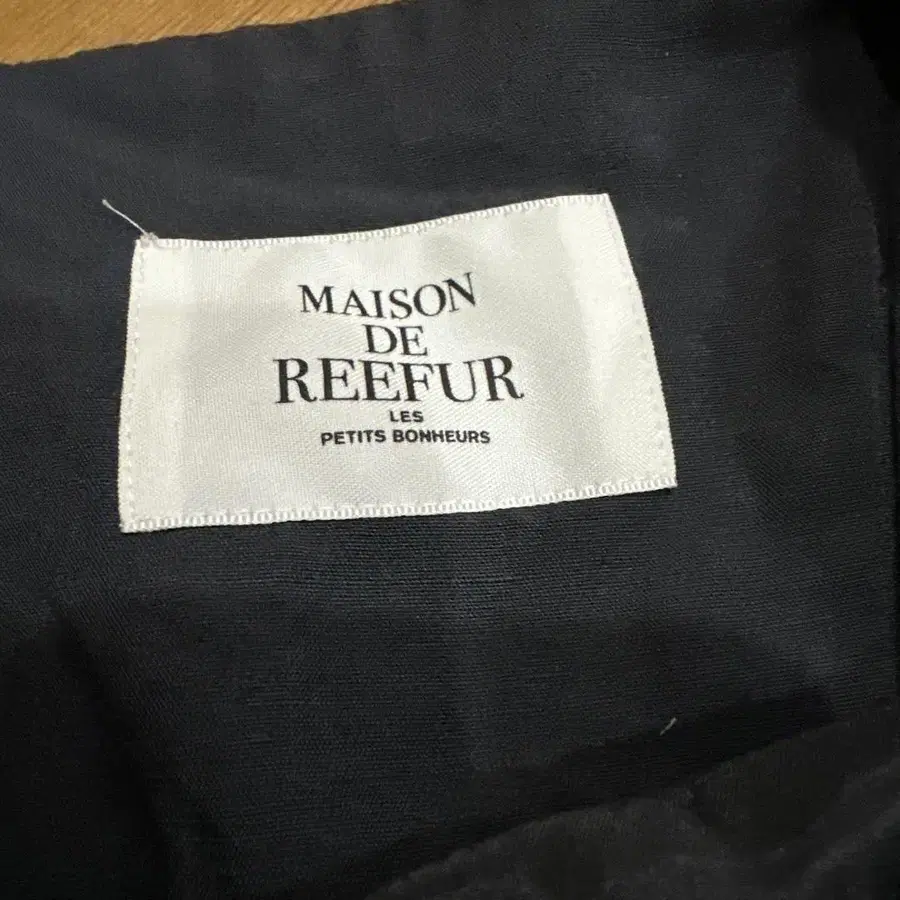 MAISON
DE
REEFUR
LES
PETITS BONHEURS